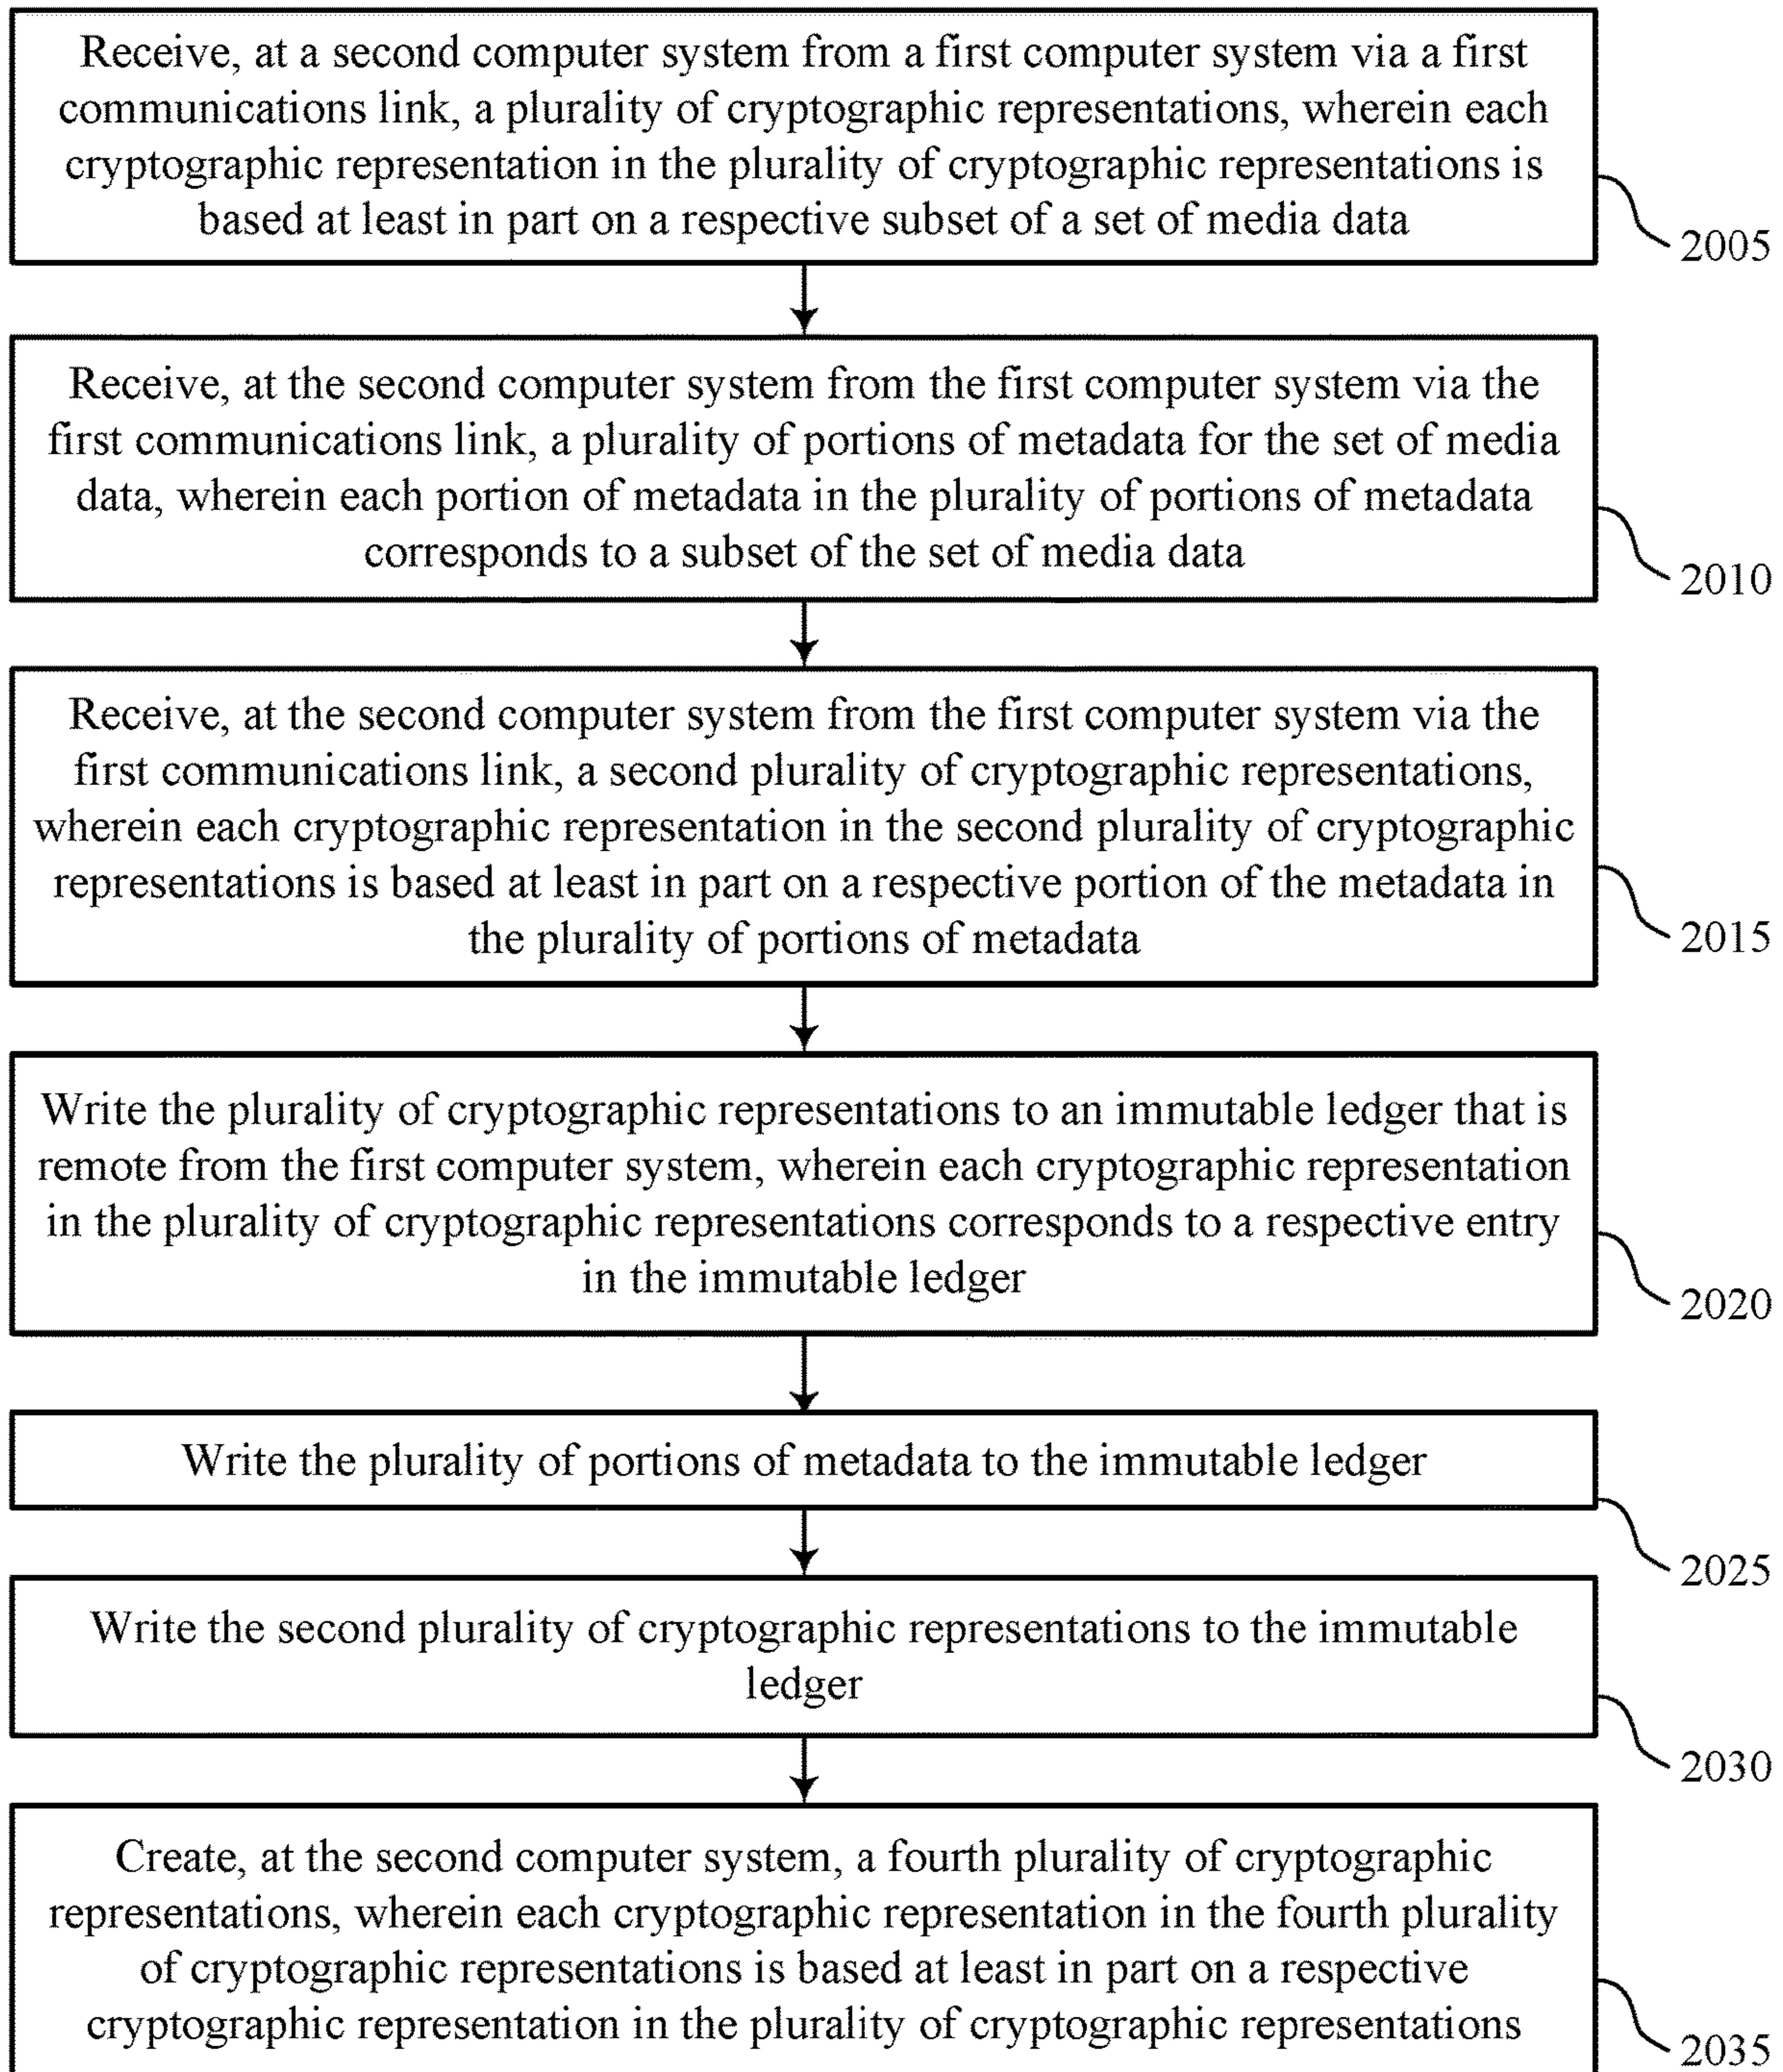 Receive, at a second computer system from a first computer system via a first
communications link, a plurality of cryptographic representations, wherein each
cryptographic representation in the plurality of cryptographic representations is
based at least in part on a respective subset of a set of media data
2005
Receive, at the second computer system from the first computer system via the
first communications link, a plurality of portions of metadata for the set of media
data, wherein each portion of metadata in the plurality of portions of metadata
corresponds to a subset of the set of media data
2010
Receive, at the second computer system from the first computer system via the
first communications link, a second plurality of cryptographic representations,
wherein each cryptographic representation in the second plurality of cryptographic
representations is based at least in part on a respective portion of the metadata in
the plurality of portions of metadata
2015
Write the plurality of cryptographic representations to an immutable ledger that is
remote from the first computer system, wherein each cryptographic representation
in the plurality of cryptographic representations corresponds to a respective entry
in the immutable ledger
2020
Write the plurality of portions of metadata to the immutable ledger
2025
Write the second plurality of cryptographic representations to the immutable
ledger
2030
Create, at the second computer system, a fourth plurality of cryptographic
representations, wherein each cryptographic representation in the fourth plurality
of cryptographic representations is based at least in part on a respective
cryptographic representation in the plurality of cryptographic representations
2035